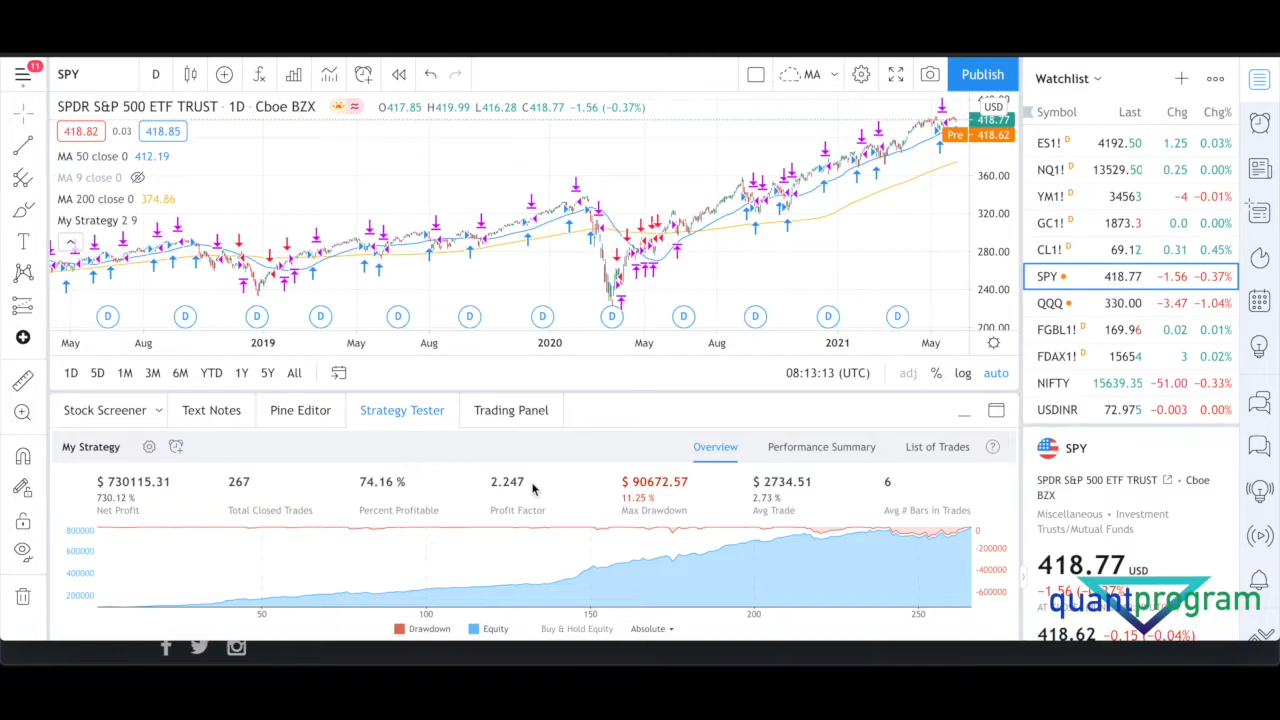 11
SPY
D
MA
Publish
SPDR S&P 500 ETF TRUST · 1D · Cboe BZX
O417.85 H419.99 L416.28 C418.77 −1.56 (−0.37%)
418.82 0.03 418.85
MA 50 close 0 412.19
MA 9 close 0
MA 200 close 0 374.86
My Strategy 2 9
USD
418.77
Pre 418.62
360.00
320.00
280.00
240.00
200.00
D D D D D D D D D D D D
May Aug 2019 May Aug 2020 May Aug 2021 May
1D 5D 1M 3M 6M YTD 1Y 5Y All
08:13:13 (UTC) adj % log auto
Stock Screener Text Notes Pine Editor Strategy Tester Trading Panel
My Strategy Overview Performance Summary List of Trades ?
$ 730115.31 267 74.16 % 2.247 $ 90672.57 $ 2734.51 6
730.12 % 11.25 % 2.73 %
Net Profit Total Closed Trades Percent Profitable Profit Factor Max Drawdown Avg Trade Avg # Bars in Trades
800000
600000
400000
200000
0
-200000
-400000
-600000
50 100 150 200 250
Drawdown Equity Buy & Hold Equity Absolute
Watchlist
Symbol Last Chg Chg%
ES1! D 4192.50 1.25 0.03%
NQ1! D 13529.50 0.25 0.00%
YM1! D 34563 −4 −0.01%
GC1! D 1873.3 0.0 0.00%
CL1! D 69.12 0.31 0.45%
SPY 418.77 −1.56 −0.37%
QQQ 330.00 −3.47 −1.04%
FGBL1! D 169.96 0.02 0.01%
FDAX1! D 15654 3 0.02%
NIFTY 15639.35 −51.00 −0.33%
USDINR 72.975 −0.003 0.00%
SPY
SPDR S&P 500 ETF TRUST · Cboe
BZX
Miscellaneous · Investment
Trusts/Mutual Funds
418.77 USD
−1.56 (−0.37%)
quantprogram
418.62 −0.15 (−0.04%)